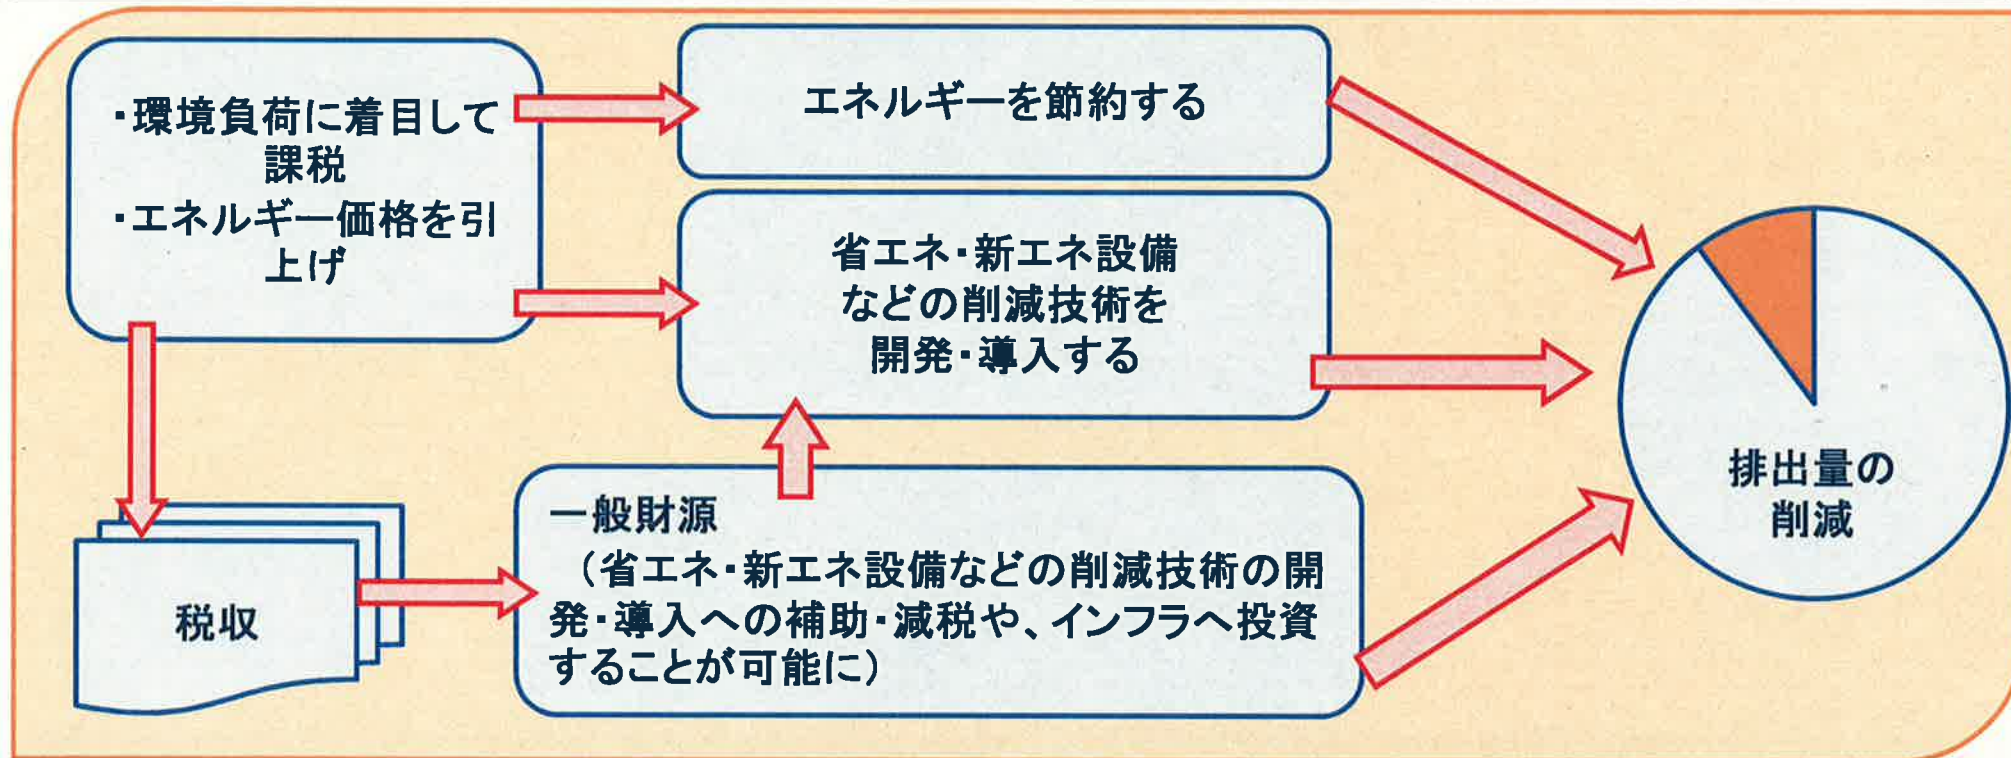 ・環境負荷に着目して
課税
・エネルギー価格を引
上げ
エネルギーを節約する
省エネ・新エネ設備
などの削減技術を
開発・導入する
税収
一般財源
(省エネ・新エネ設備などの削減技術の開
発・導入への補助・減税や、インフラへ投資
することが可能に)
排出量の
削減